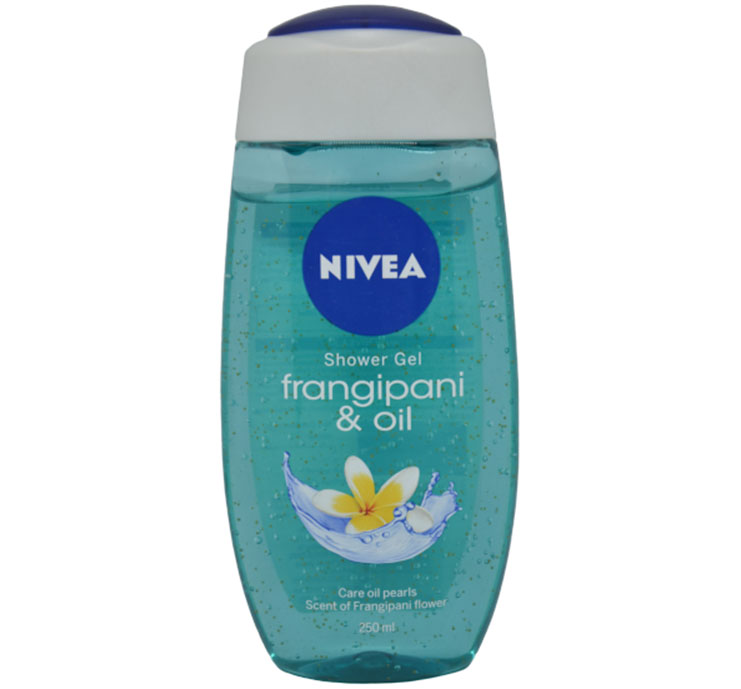 NIVEA
Shower Gel
frangipani
& oil
Care oil pearls
Scent of Frangipani flower
250 ml